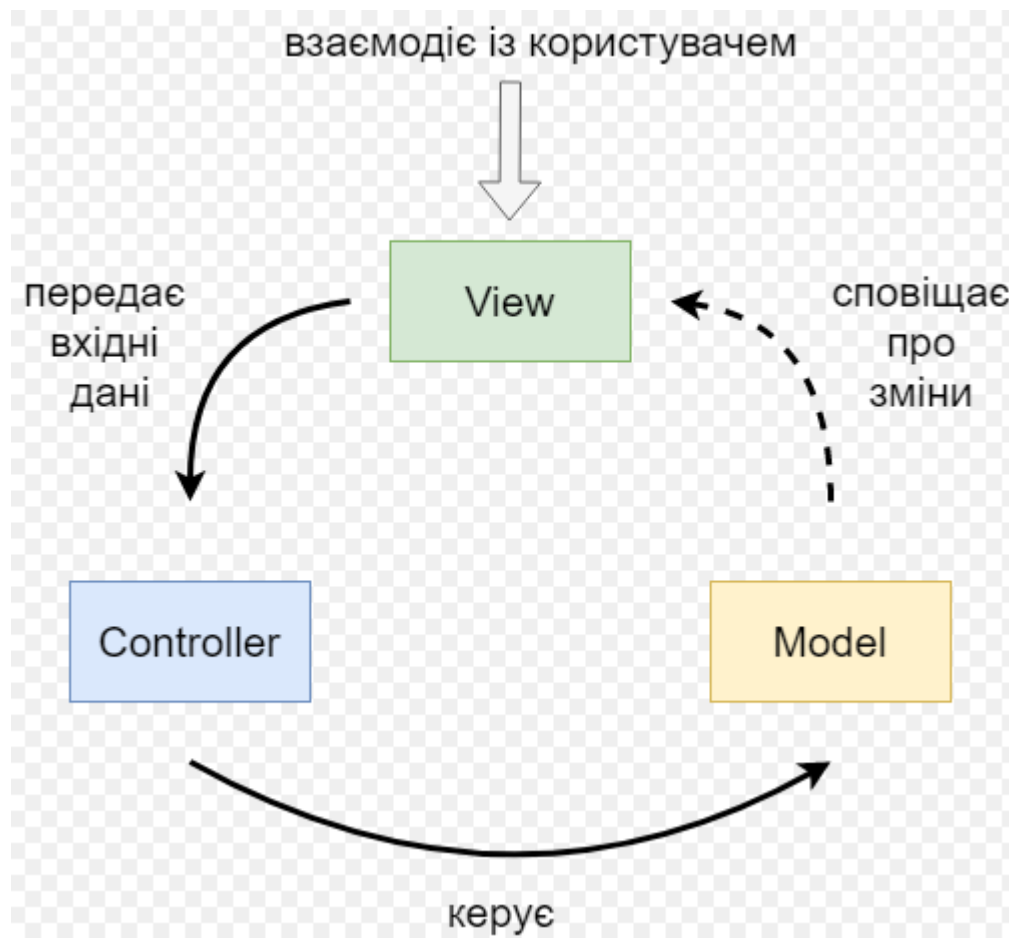 взаємодіє із користувачем
View
передає
вхідні
дані
сповіщає
про
зміни
Controller
Model
керує